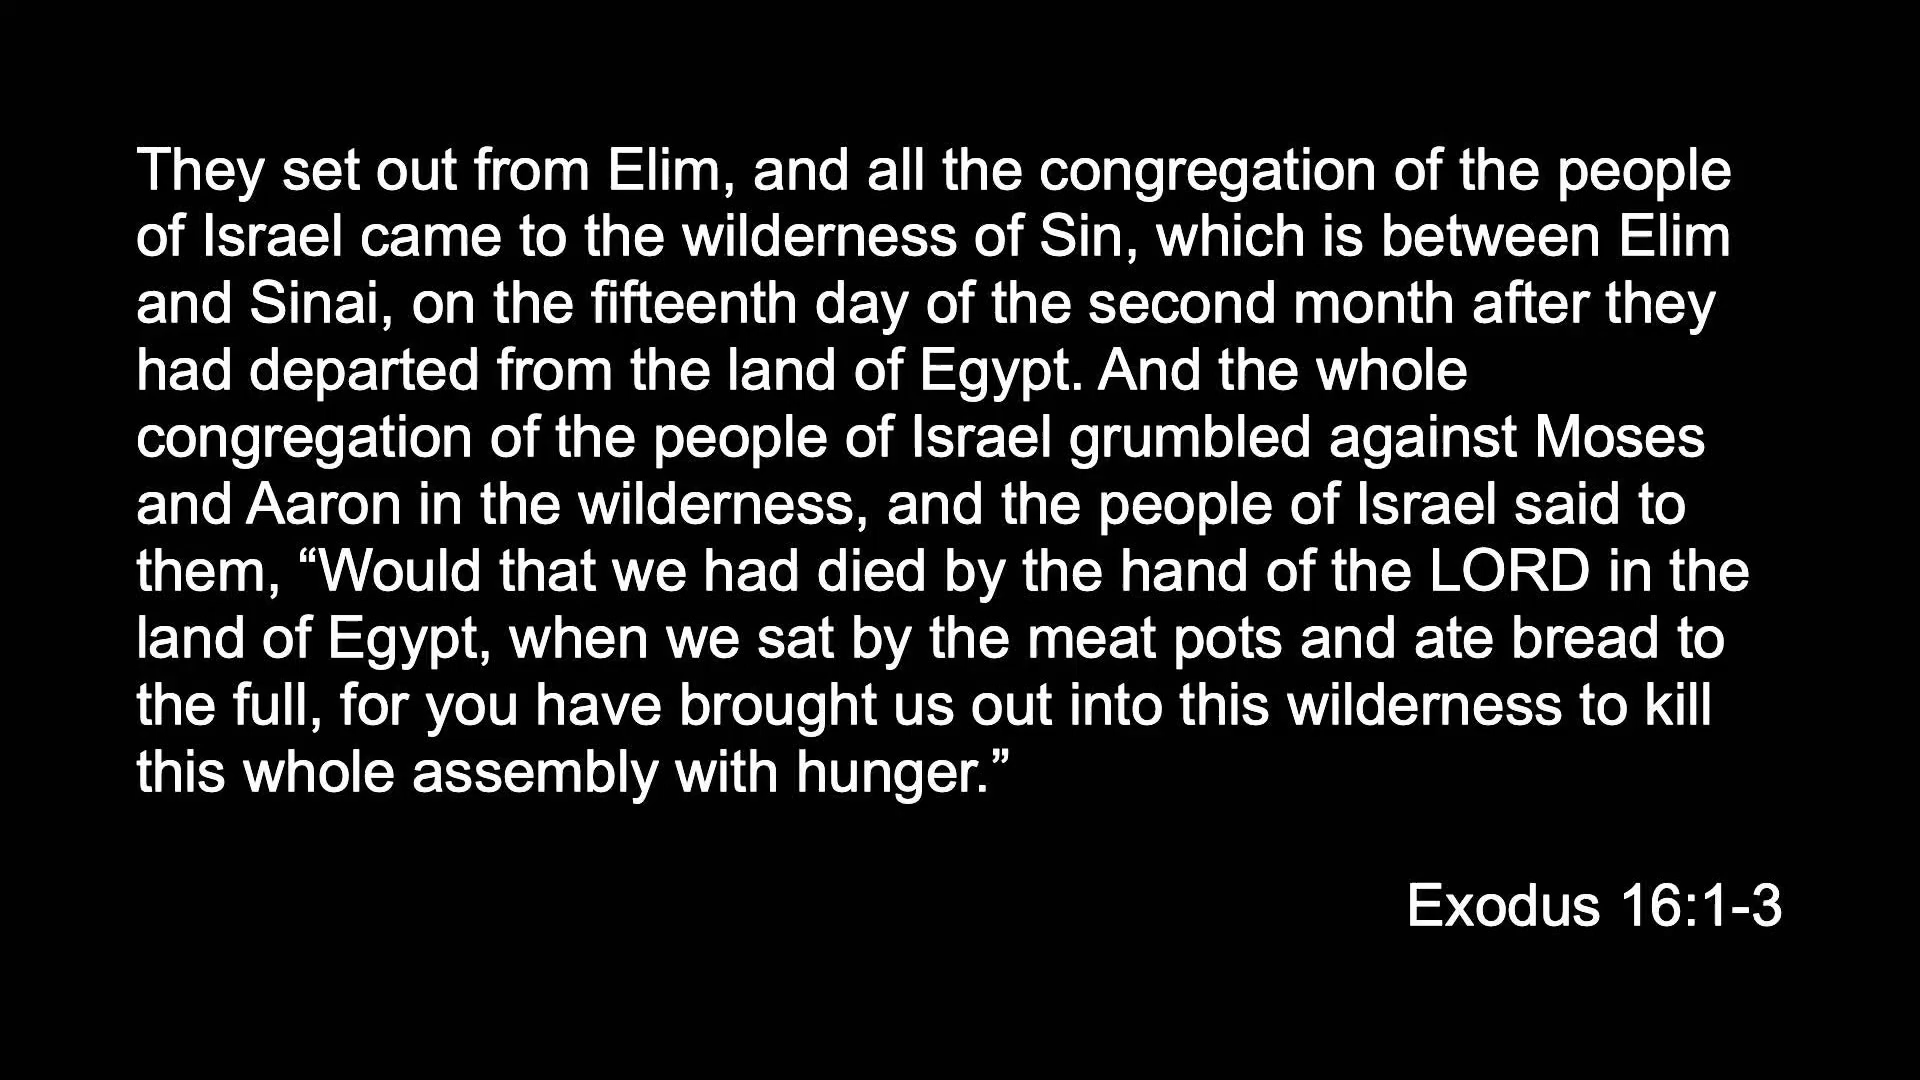 They set out from Elim, and all the congregation of the people
of Israel came to the wilderness of Sin, which is between Elim
and Sinai, on the fifteenth day of the second month after they
had departed from the land of Egypt. And the whole
congregation of the people of Israel grumbled against Moses
and Aaron in the wilderness, and the people of Israel said to
them, “Would that we had died by the hand of the LORD in the
land of Egypt, when we sat by the meat pots and ate bread to
the full, for you have brought us out into this wilderness to kill
this whole assembly with hunger.”
Exodus 16:1-3